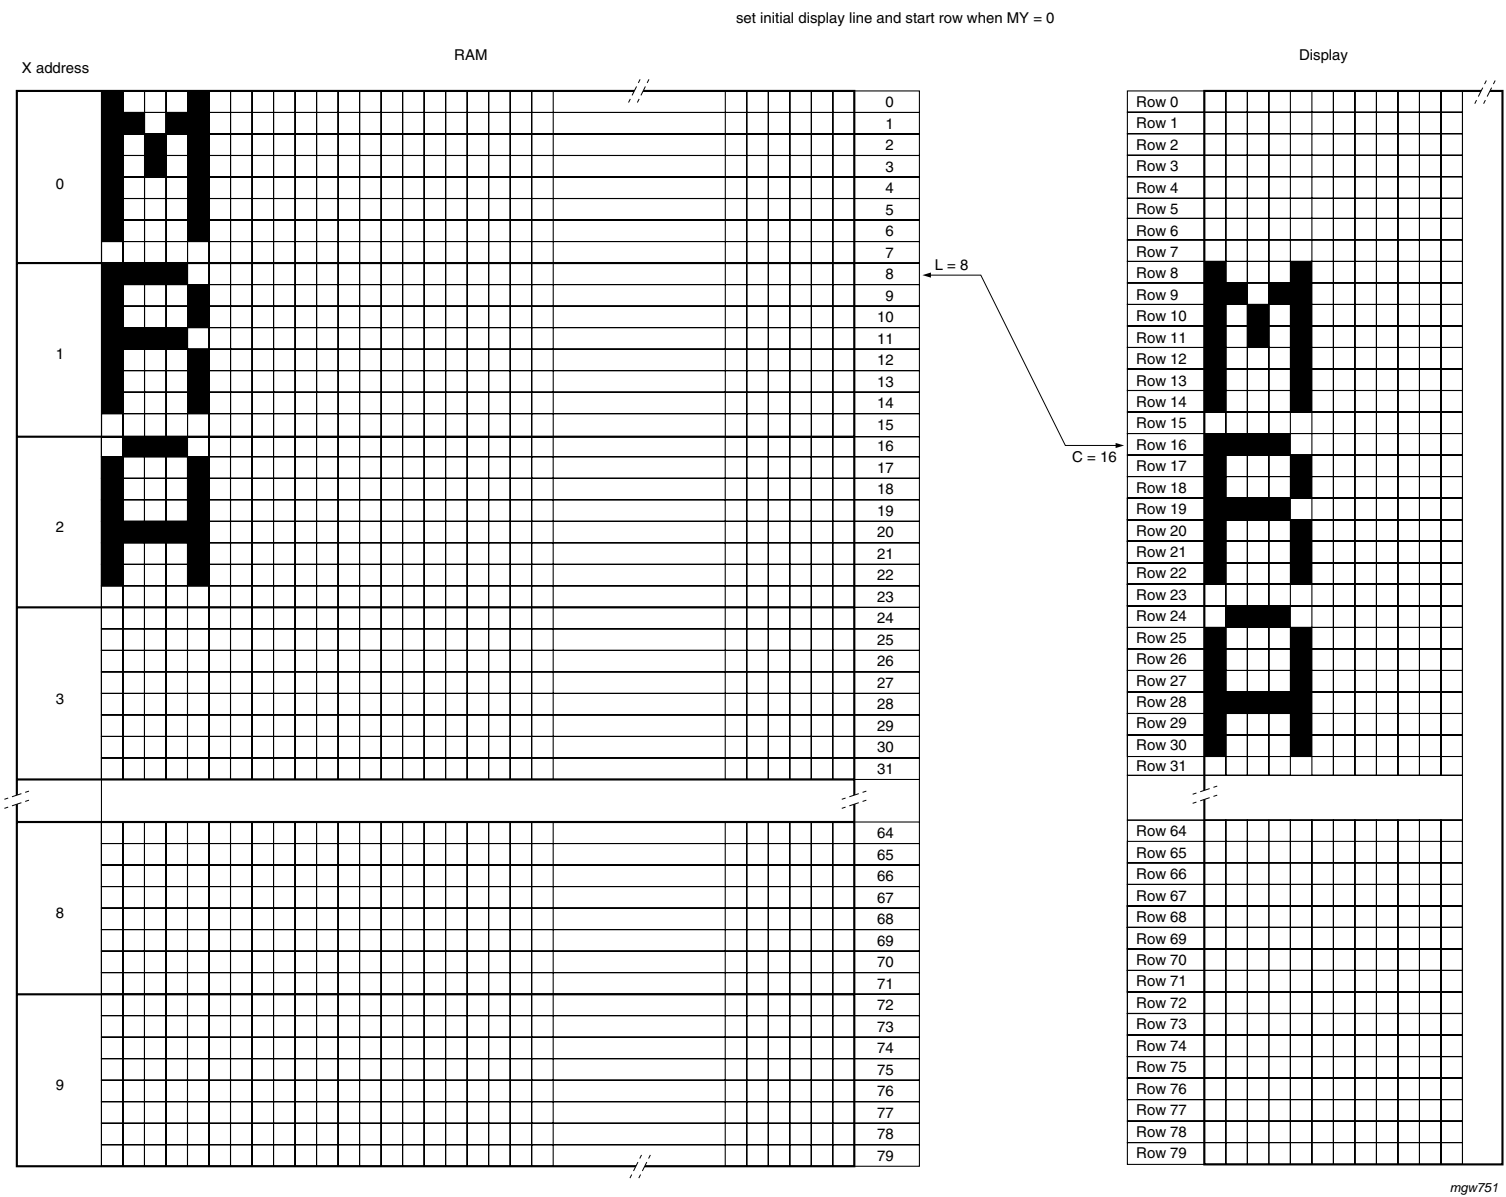 set initial display line and start row when MY = 0
RAM
Display
X address
0
1
2
3
8
9
0
1
2
3
4
5
6
7
8
9
10
11
12
13
14
15
16
17
18
19
20
21
22
23
24
25
26
27
28
29
30
31
64
65
66
67
68
69
70
71
72
73
74
75
76
77
78
79
L = 8
C = 16
Row 0
Row 1
Row 2
Row 3
Row 4
Row 5
Row 6
Row 7
Row 8
Row 9
Row 10
Row 11
Row 12
Row 13
Row 14
Row 15
Row 16
Row 17
Row 18
Row 19
Row 20
Row 21
Row 22
Row 23
Row 24
Row 25
Row 26
Row 27
Row 28
Row 29
Row 30
Row 31
Row 64
Row 65
Row 66
Row 67
Row 68
Row 69
Row 70
Row 71
Row 72
Row 73
Row 74
Row 75
Row 76
Row 77
Row 78
Row 79
M
R
A
M
R
A
mgw751